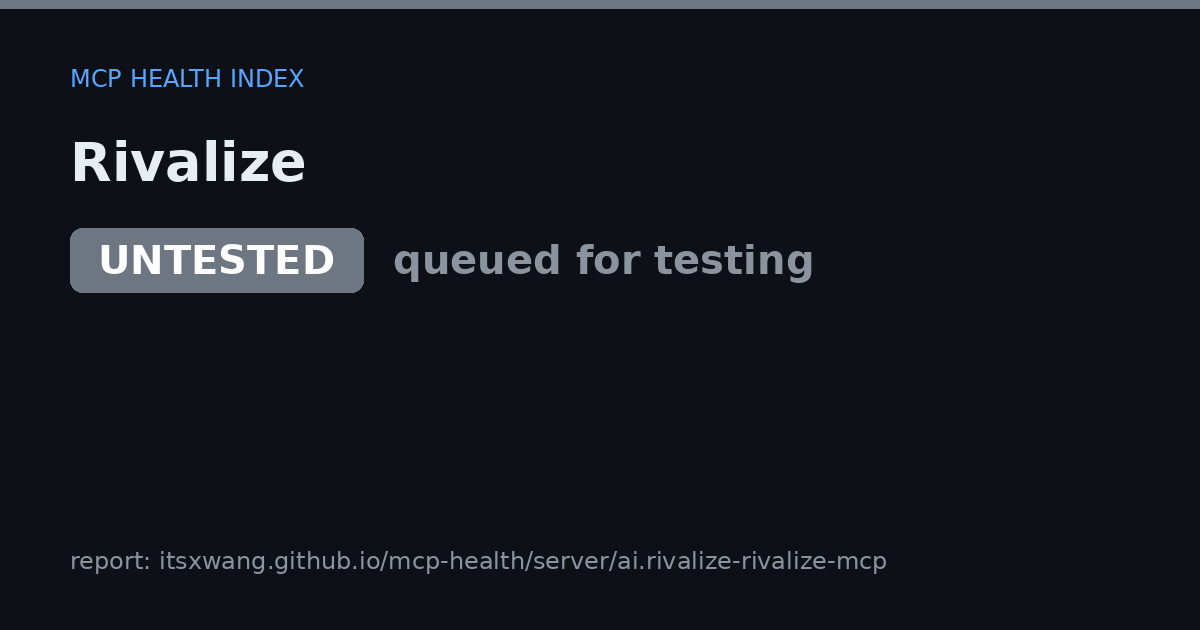 MCP HEALTH INDEX
Rivalize
UNTESTED queued for testing
report: itsxwang.github.io/mcp-health/server/ai.rivalize-rivalize-mcp